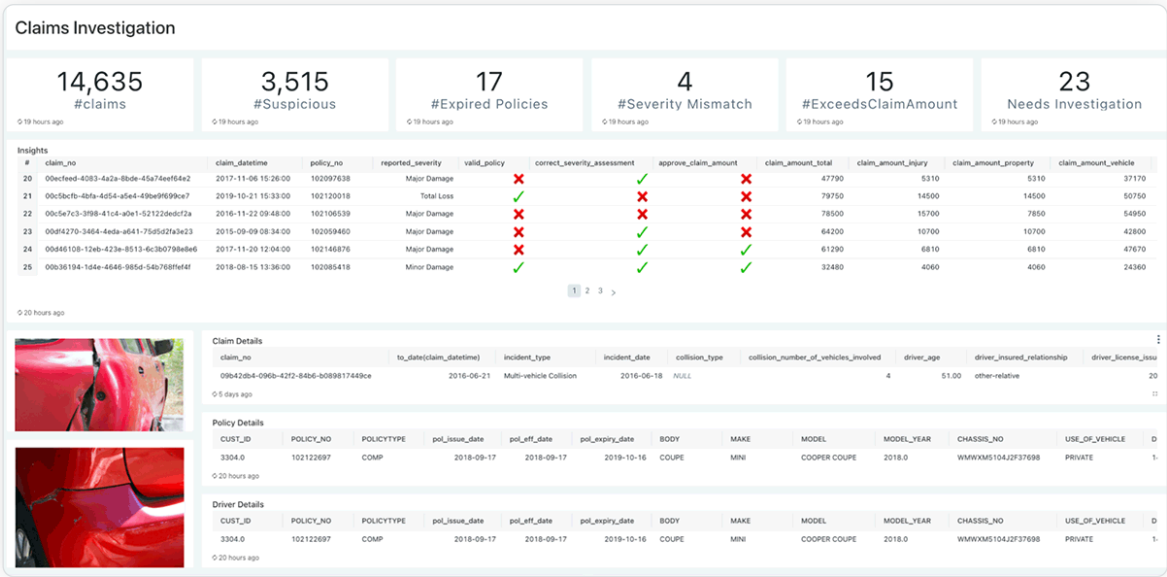 Claims Investigation
14,635 3,515 17 4 15 23
#claims #Suspicious #Expired Policies #Severity Mismatch #ExceedsClaimAmount Needs Investigation
19 hours ago 19 hours ago 19 hours ago 19 hours ago 19 hours ago 19 hours ago
Insights
# claim_no claim_datetime policy_no reported_severity valid_policy correct_severity_assessment approve_claim_amount claim_amount_total claim_amount_injury claim_amount_property claim_amount_vehicle
20 00ecfeed-4083-4a2a-8bde-45a74eef64e2 2017-11-06 15:26:00 102097638 Major Damage ❌ ✓ ❌ 47790 5310 5310 37170
21 00c5bcfb-4bfa-4d54-a5e4-49be9f699ce7 2019-10-21 15:33:00 102120018 Total Loss ✓ ❌ ❌ 79750 14500 14500 50750
22 00c5e7c3-3f98-41c4-a0e1-52122dedcf2a 2016-11-22 09:48:00 102106539 Major Damage ❌ ❌ ❌ 78500 15700 7850 54950
23 00df4270-3464-4eda-a641-75d5d2fa3e23 2015-09-09 08:34:00 102059460 Major Damage ❌ ✓ ❌ 64200 10700 10700 42800
24 00d46108-12eb-423e-8513-6c3b0798e8e6 2017-11-20 12:04:00 102146876 Major Damage ❌ ✓ ✓ 61290 6810 6810 47670
25 00b36194-1d4e-4646-985d-54b768ffef4f 2018-08-15 13:36:00 102085418 Minor Damage ✓ ✓ ✓ 32480 4060 4060 24360
1 2 3 >
20 hours ago
Claim Details
claim_no to_date(claim_datetime) incident_type incident_date collision_type collision_number_of_vehicles_involved driver_age driver_insured_relationship driver_license_issu
09b42db4-096b-42f2-84b6-b089817449ce 2016-06-21 Multi-vehicle Collision 2016-06-18 NULL 4 51.00 other-relative 20
5 days ago
Policy Details
CUST_ID POLICY_NO POLICYTYPE pol_issue_date pol_eff_date pol_expiry_date BODY MAKE MODEL MODEL_YEAR CHASSIS_NO USE_OF_VEHICLE D
3304.0 102122697 COMP 2018-09-17 2018-09-17 2019-10-16 COUPE MINI COOPER COUPE 2018.0 WMWXM5104J2F37698 PRIVATE 1-
20 hours ago
Driver Details
CUST_ID POLICY_NO POLICYTYPE pol_issue_date pol_eff_date pol_expiry_date BODY MAKE MODEL MODEL_YEAR CHASSIS_NO USE_OF_VEHICLE D
3304.0 102122697 COMP 2018-09-17 2018-09-17 2019-10-16 COUPE MINI COOPER COUPE 2018.0 WMWXM5104J2F37698 PRIVATE 1-
20 hours ago